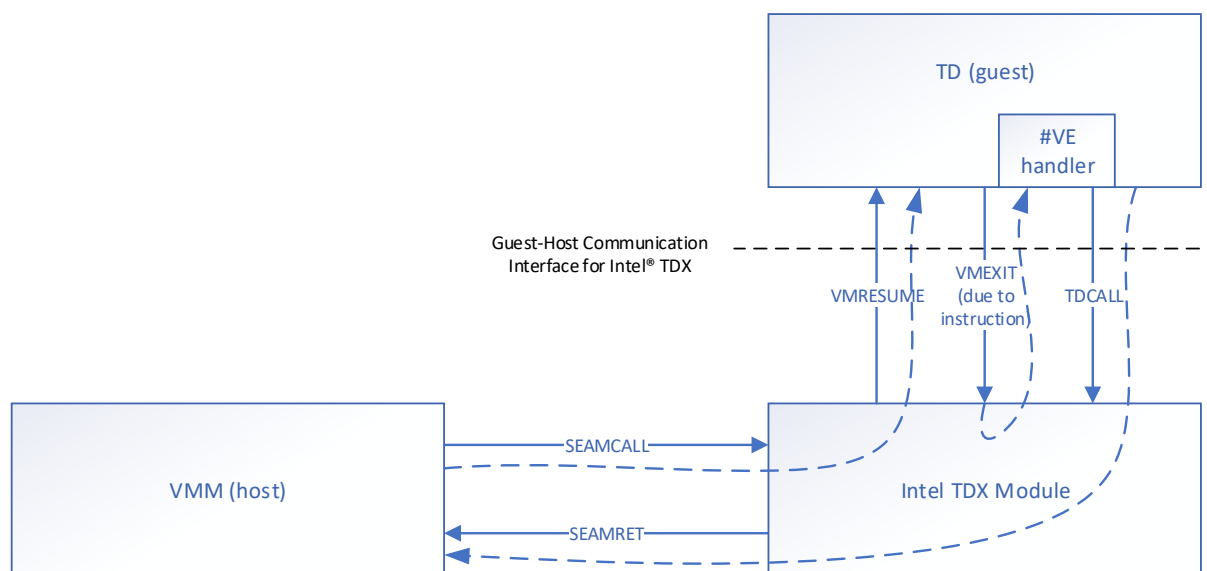 TD (guest)
#VE
handler
Guest-Host Communication
Interface for Intel® TDX
VMRESUME
VMEXIT
(due to
instruction)
TDCALL
SEAMCALL
VMM (host)
Intel TDX Module
SEAMRET